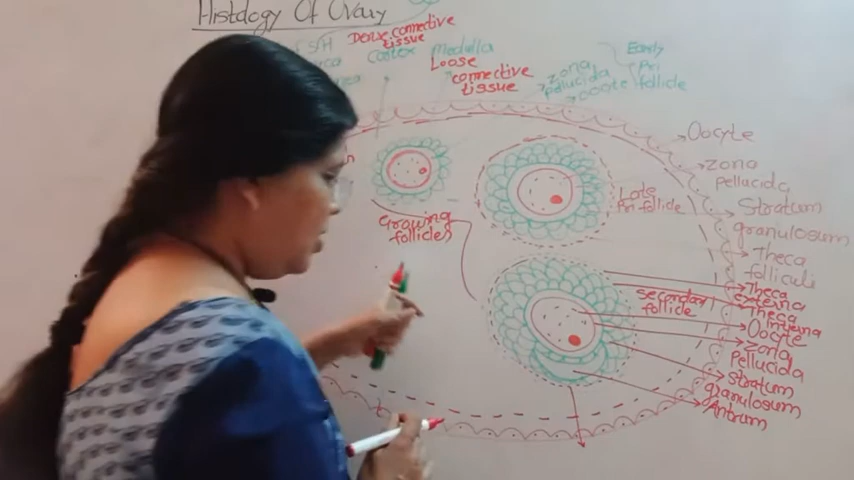 Histology Of Ovary
Dense connective
tissue
Cortex
Medulla
Loose
connective
tissue
zona
pellucida
oocyte
Early
Pri
follicle
Growing
follicles
Late
Pri follicle
Oocyte
zona
pellucida
Stratum
granulosum
Theca
folliculi
Theca
externa
Theca
interna
Oocyte
zona
pellucida
stratum
granulosum
Antrum
secondary
follicle